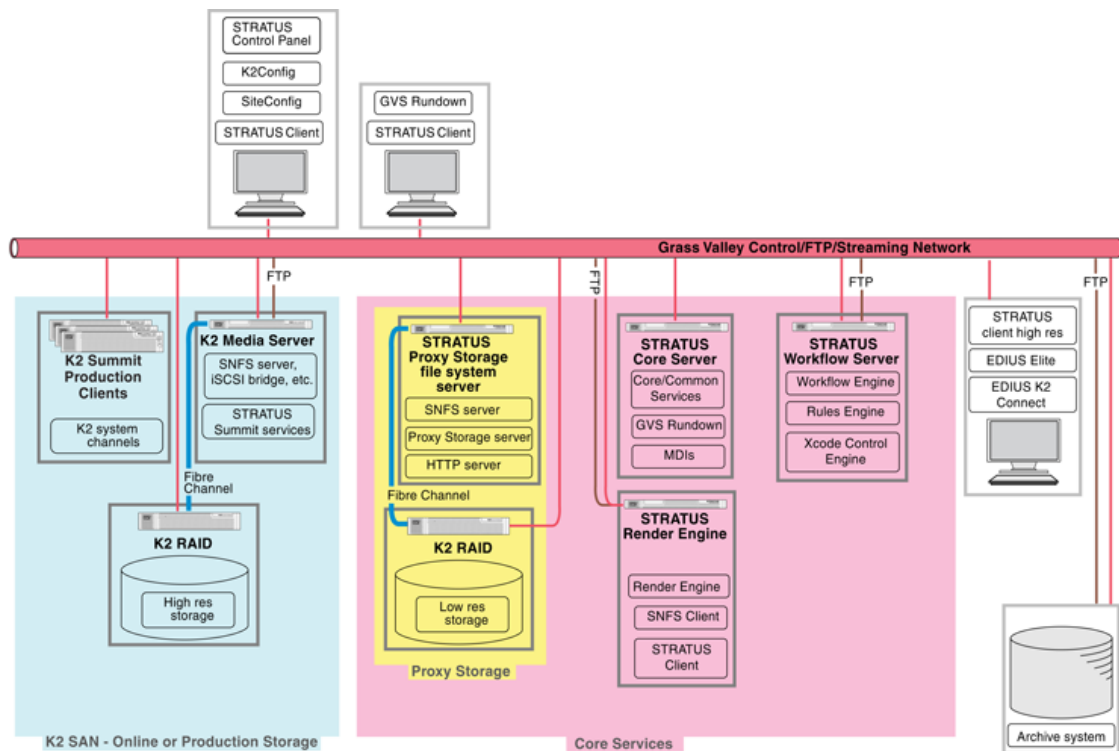 STRATUS
Control Panel
K2Config
SiteConfig
STRATUS Client
GVS Rundown
STRATUS Client
Grass Valley Control/FTP/Streaming Network
FTP
FTP
FTP
FTP
K2 Summit
Production
Clients
K2 system
channels
K2 Media Server
SNFS server,
iSCSI bridge, etc.
STRATUS
Summit services
Fibre
Channel
K2 RAID
High res
storage
K2 SAN - Online or Production Storage
STRATUS
Proxy Storage
file system
server
SNFS server
Proxy Storage server
HTTP server
Fibre Channel
K2 RAID
Low res
storage
Proxy Storage
STRATUS
Core Server
Core/Common
Services
GVS Rundown
MDIs
STRATUS
Render Engine
Render Engine
SNFS Client
STRATUS
Client
STRATUS
Workflow Server
Workflow Engine
Rules Engine
Xcode Control
Engine
Core Services
STRATUS
client high res
EDIUS Elite
EDIUS K2
Connect
Archive system